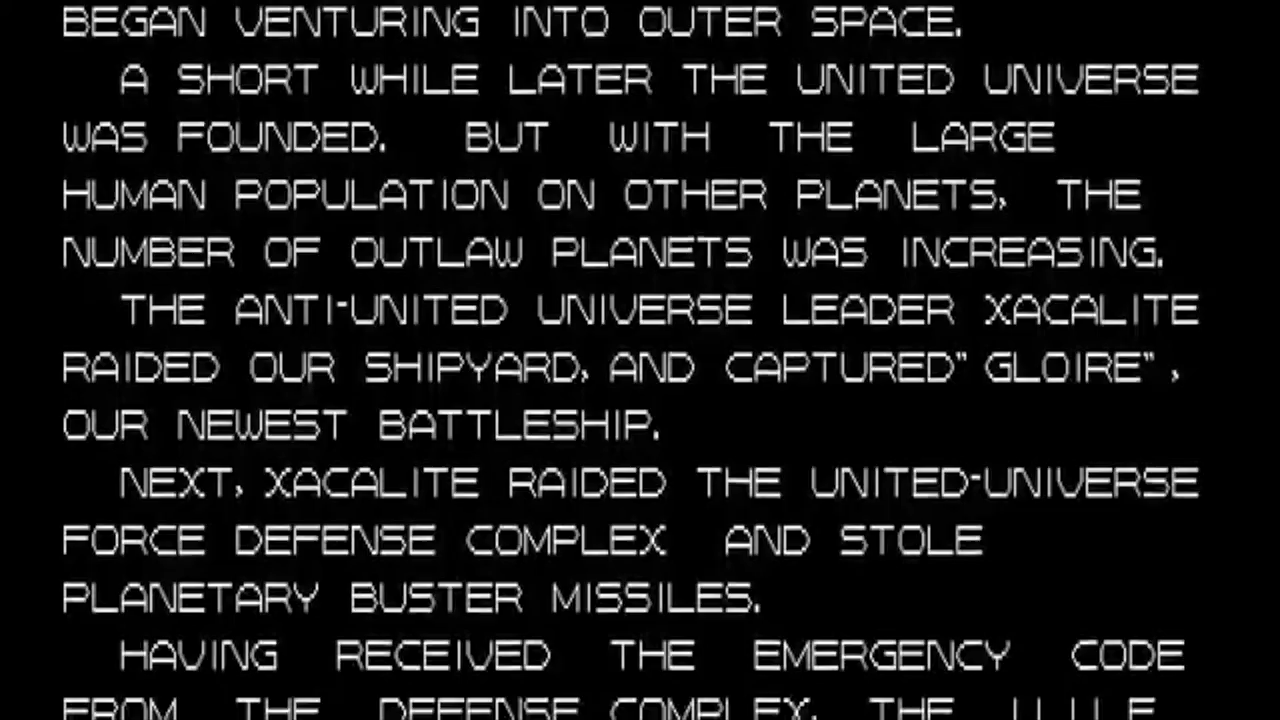 BEGAN VENTURING INTO OUTER SPACE.
A SHORT WHILE LATER THE UNITED UNIVERSE
WAS FOUNDED. BUT WITH THE LARGE
HUMAN POPULATION ON OTHER PLANETS, THE
NUMBER OF OUTLAW PLANETS WAS INCREASING.
THE ANTI-UNITED UNIVERSE LEADER XACALITE
RAIDED OUR SHIPYARD, AND CAPTURED" GLOIRE" ,
OUR NEWEST BATTLESHIP.
NEXT, XACALITE RAIDED THE UNITED-UNIVERSE
FORCE DEFENSE COMPLEX AND STOLE
PLANETARY BUSTER MISSILES.
HAVING RECEIVED THE EMERGENCY CODE
FROM THE DEFENSE COMPLEX, THE